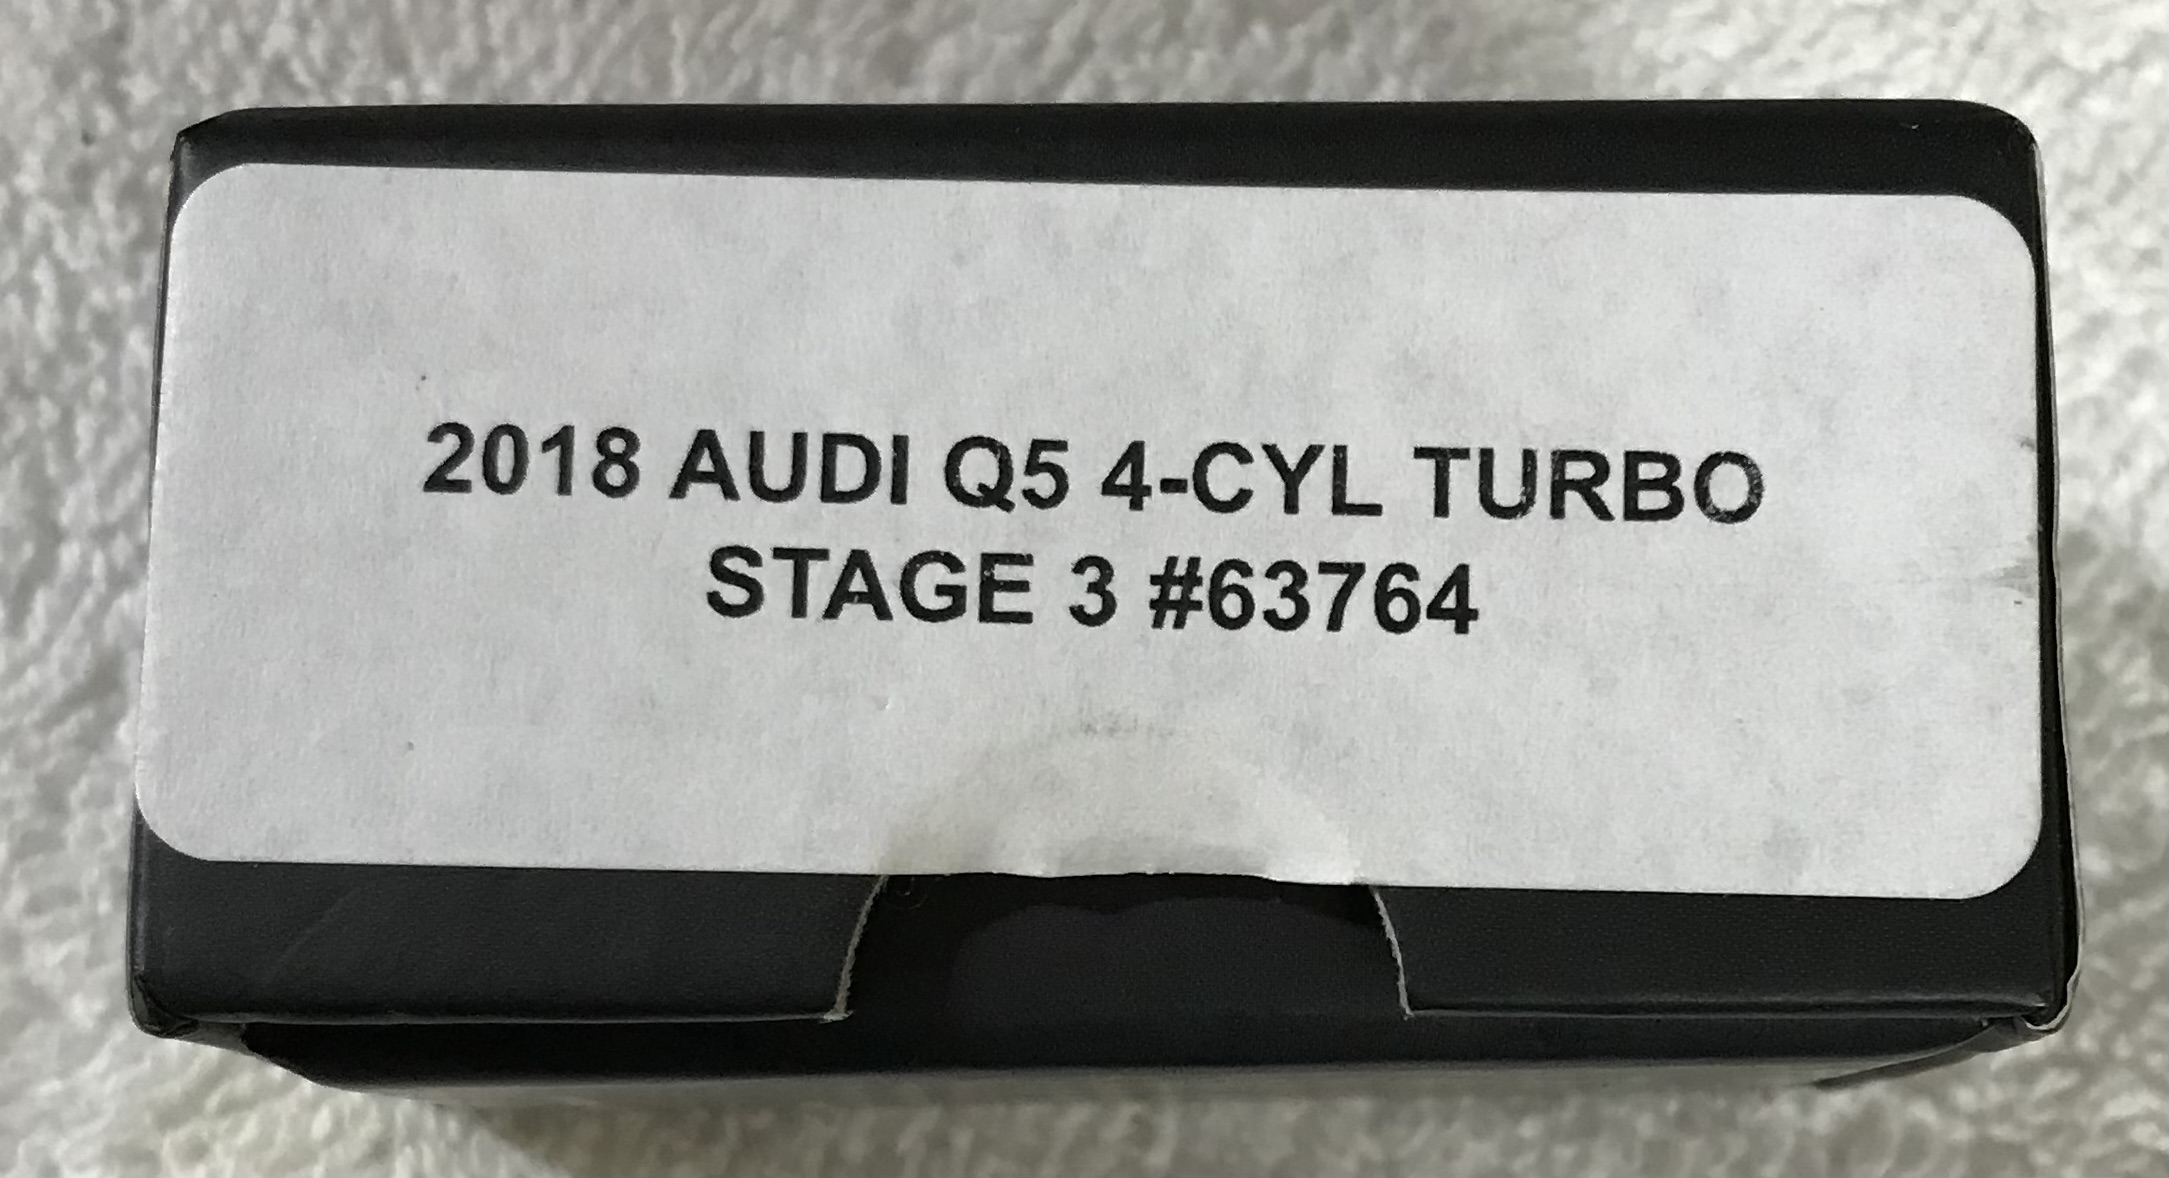 2018 AUDI Q5 4-CYL TURBO
STAGE 3 #63764